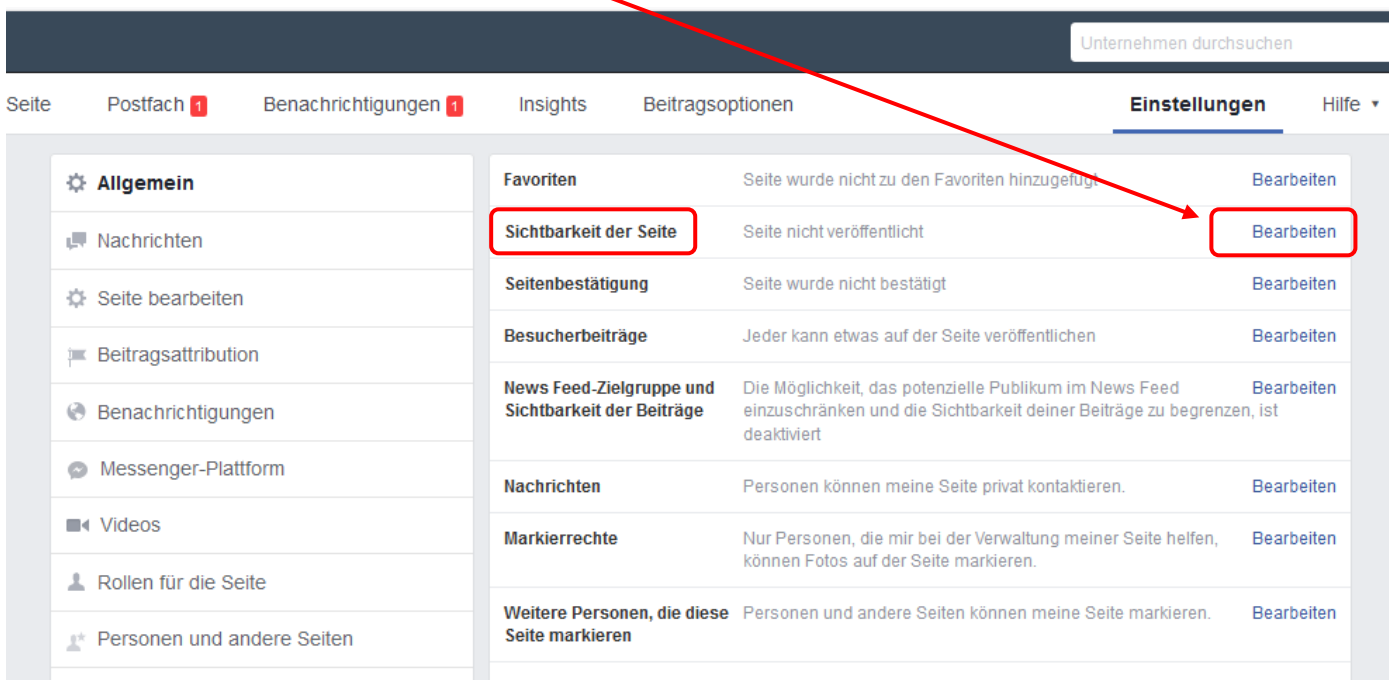 Unternehmen durchsuchen
Seite Postfach 1 Benachrichtigungen 1 Insights Beitragsoptionen Einstellungen Hilfe
Allgemein
Nachrichten
Seite bearbeiten
Beitragsattribution
Benachrichtigungen
Messenger-Plattform
Videos
Rollen für die Seite
Personen und andere Seiten
Favoriten Seite wurde nicht zu den Favoriten hinzugefügt Bearbeiten
Sichtbarkeit der Seite Seite nicht veröffentlicht Bearbeiten
Seitenbestätigung Seite wurde nicht bestätigt Bearbeiten
Besucherbeiträge Jeder kann etwas auf der Seite veröffentlichen Bearbeiten
News Feed-Zielgruppe und Die Möglichkeit, das potenzielle Publikum im News Feed Bearbeiten
Sichtbarkeit der Beiträge einzuschränken und die Sichtbarkeit deiner Beiträge zu begrenzen, ist
deaktiviert
Nachrichten Personen können meine Seite privat kontaktieren. Bearbeiten
Markierrechte Nur Personen, die mir bei der Verwaltung meiner Seite helfen, Bearbeiten
können Fotos auf der Seite markieren.
Weitere Personen, die diese Personen und andere Seiten können meine Seite markieren. Bearbeiten
Seite markieren